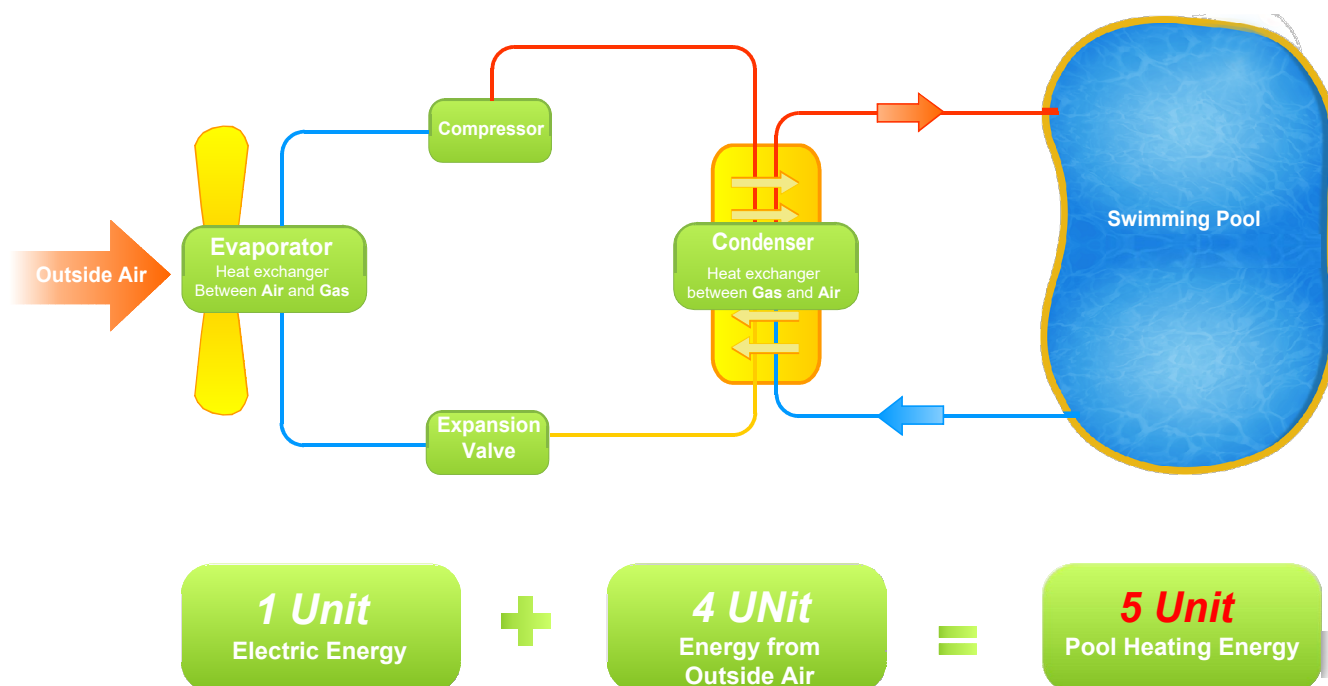 Compressor
Outside Air
Evaporator
Heat exchanger
Between Air and Gas
Condenser
Heat exchanger
between Gas and Air
Swimming Pool
Expansion
Valve
1 Unit
Electric Energy
4 UNit
Energy from
Outside Air
5 Unit
Pool Heating Energy